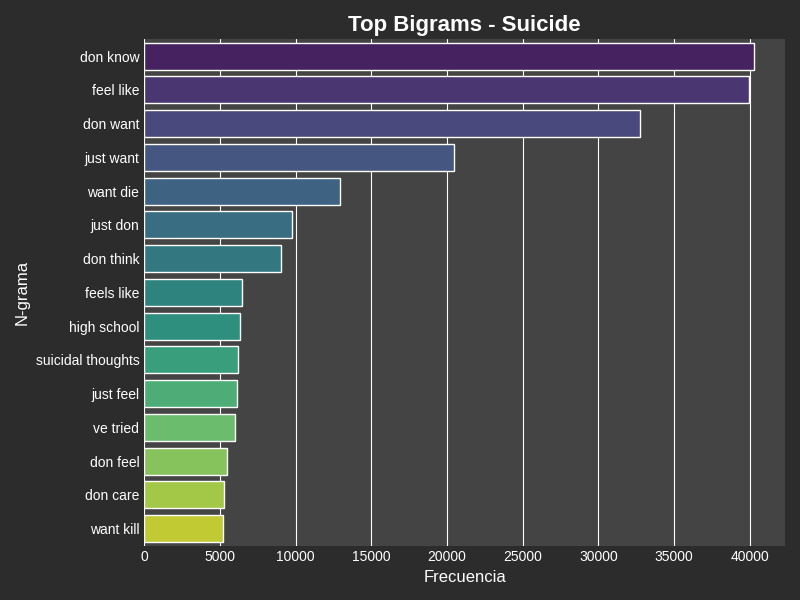 Top Bigrams - Suicide
N-grama
don know
feel like
don want
just want
want die
just don
don think
feels like
high school
suicidal thoughts
just feel
ve tried
don feel
don care
want kill
0 5000 10000 15000 20000 25000 30000 35000 40000
Frecuencia